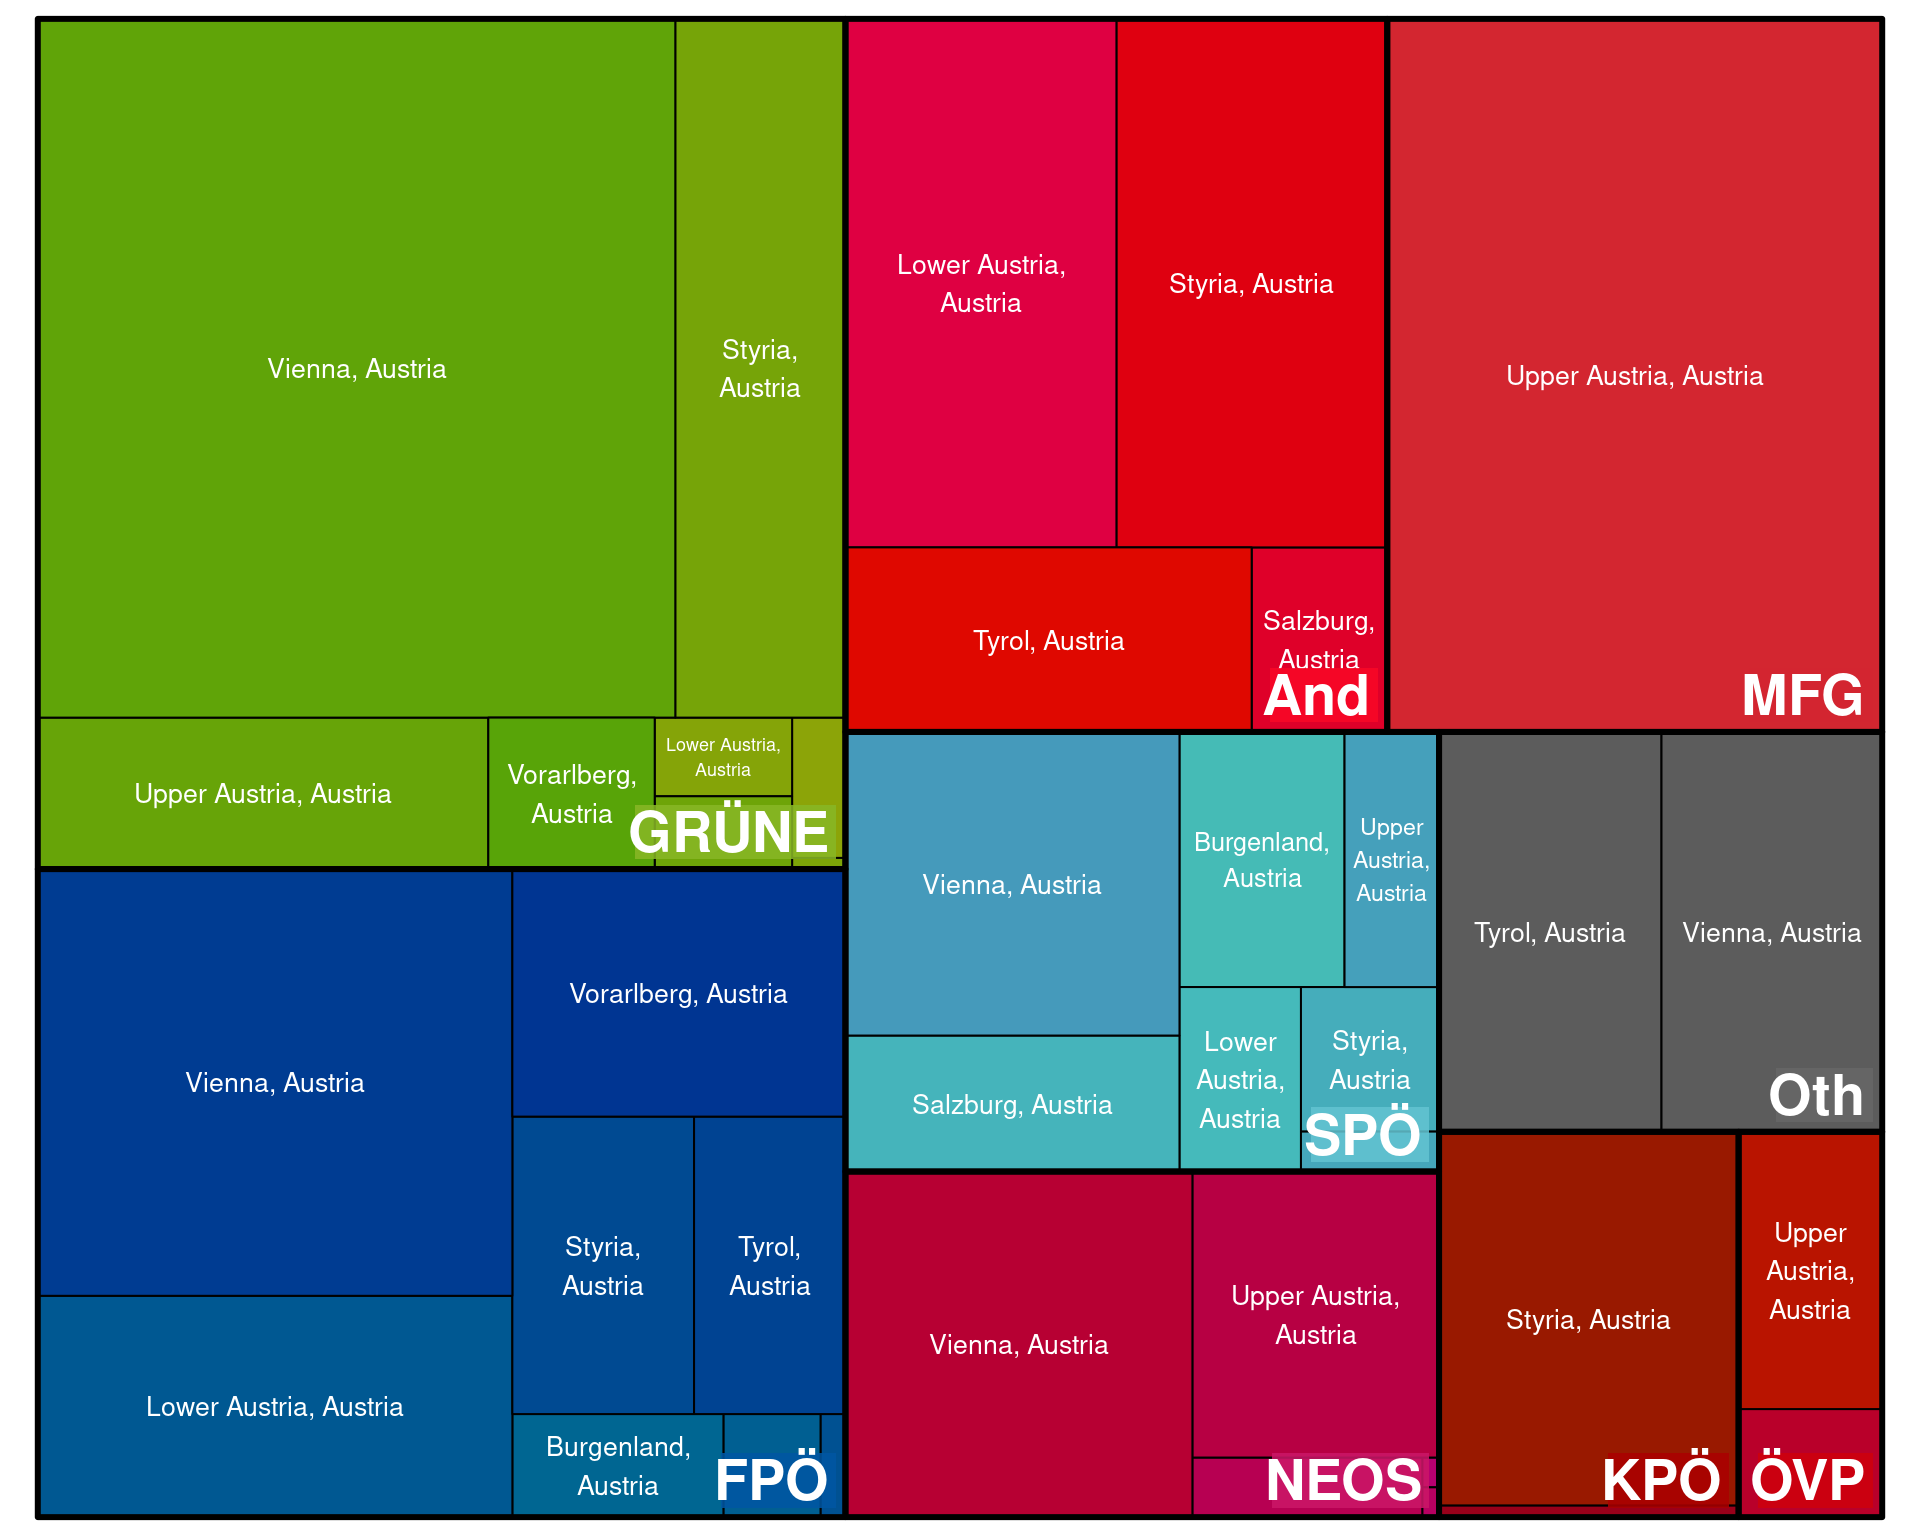 Vienna, Austria
Styria,
Austria
Upper Austria, Austria
Vorarlberg,
Austria
Lower Austria,
Austria
GRÜNE
Vienna, Austria
Vorarlberg, Austria
Styria,
Austria
Tyrol,
Austria
Lower Austria, Austria
Burgenland,
Austria
FPÖ
Lower Austria,
Austria
Styria, Austria
Tyrol, Austria
Salzburg,
Austria
And
Upper Austria, Austria
MFG
Vienna, Austria
Burgenland,
Austria
Upper
Austria,
Austria
Salzburg, Austria
Lower
Austria,
Austria
Styria,
Austria
SPÖ
Tyrol, Austria
Vienna, Austria
Oth
Vienna, Austria
Upper Austria,
Austria
NEOS
Styria, Austria
KPÖ
Upper
Austria,
Austria
ÖVP